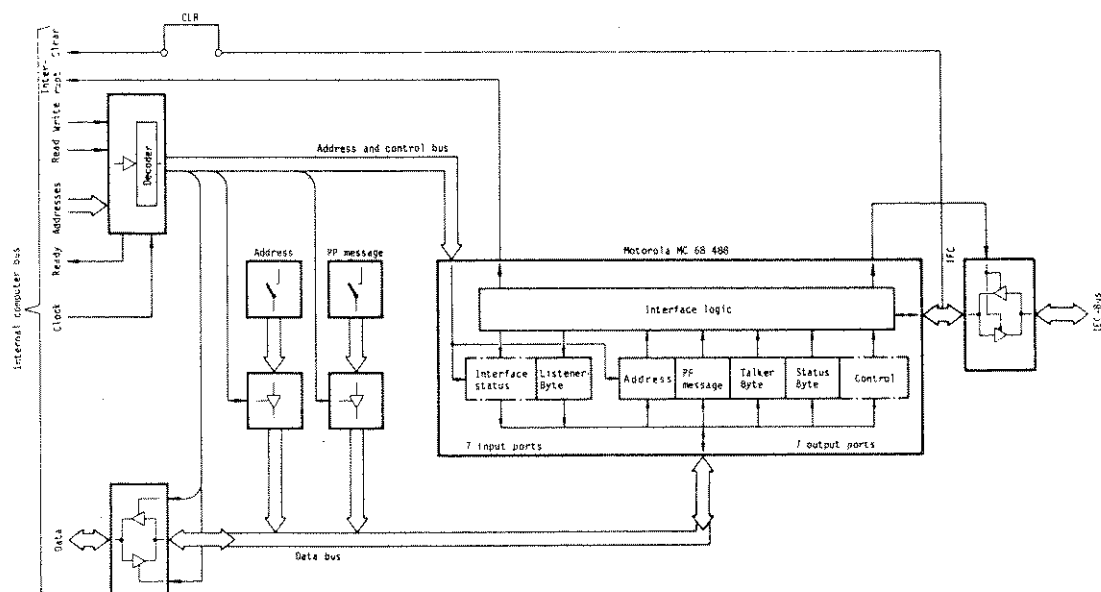 CLR
Clear
Inter-
rupt
Write
Read
Addresses
Ready
Clock
Internal computer bus
Data
Decoder
Address and control bus
Address
PP message
Motorola MC 68 488
Interface logic
Interface
status
Listener
Byte
Address
PP
message
Talker
Byte
Status
Byte
Control
7 input ports
7 output ports
IFC
IEC-Bus
Data bus